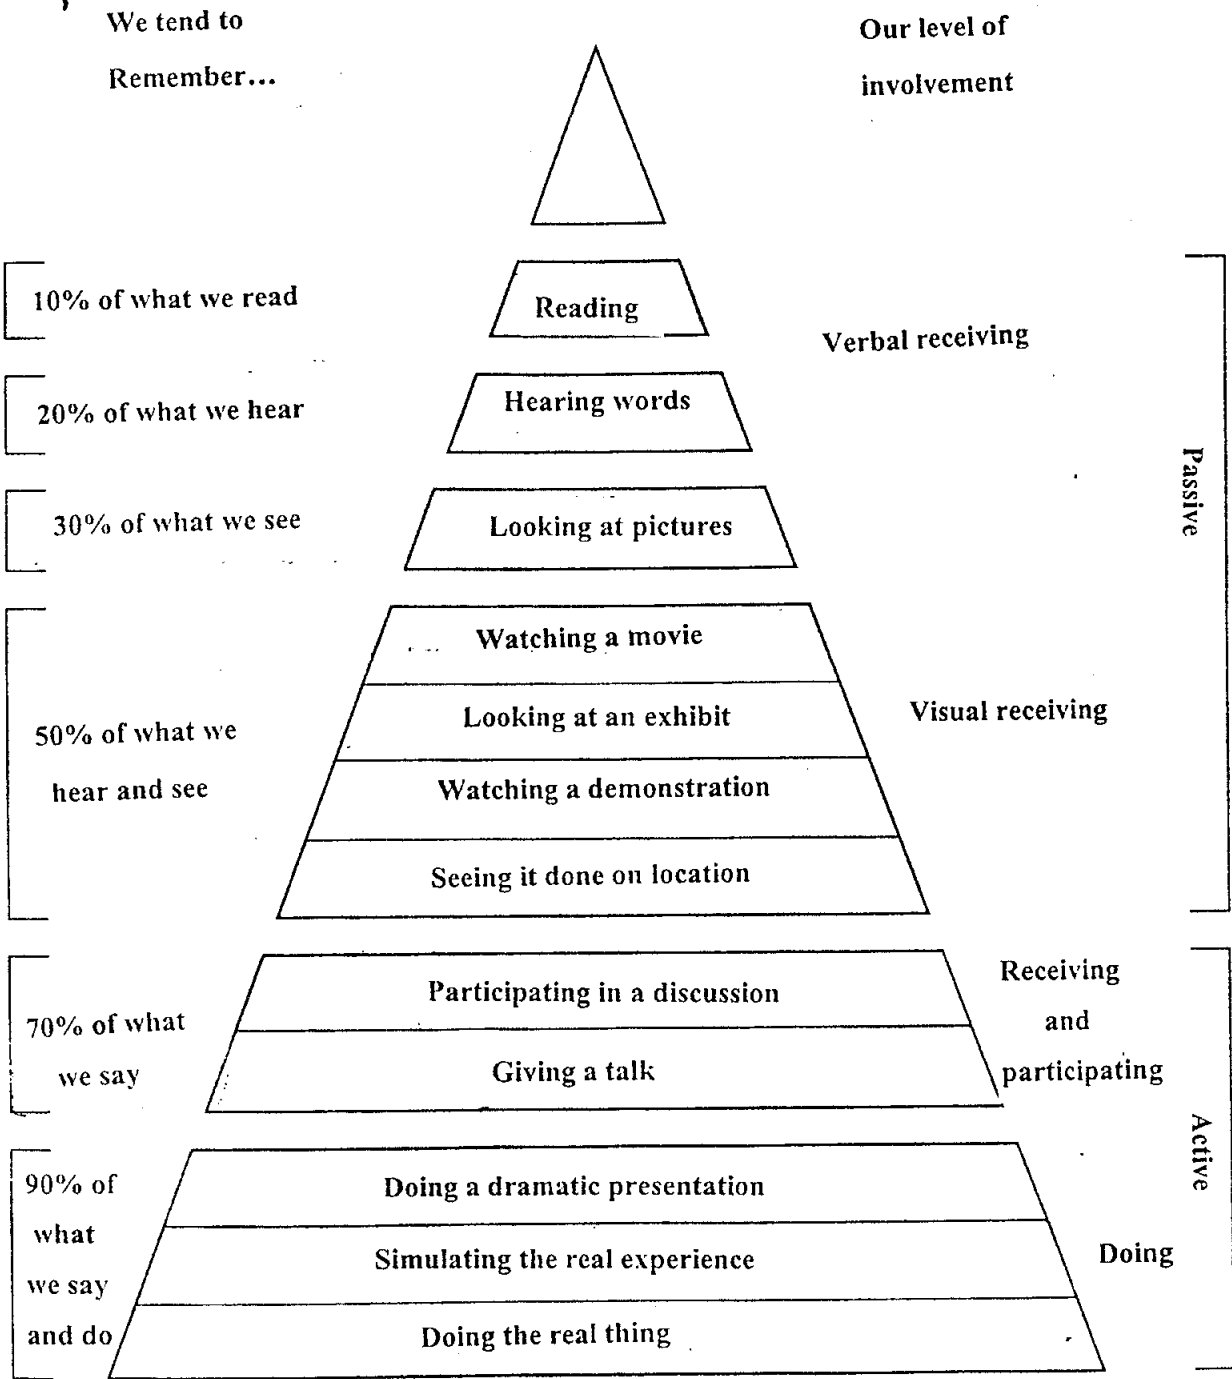 We tend to
Remember...
Our level of
involvement
10% of what we read
Reading
Verbal receiving
20% of what we hear
Hearing words
30% of what we see
Looking at pictures
Passive
50% of what we
hear and see
Watching a movie
Looking at an exhibit
Watching a demonstration
Seeing it done on location
Visual receiving
70% of what
we say
Participating in a discussion
Giving a talk
Receiving
and
participating
90% of
what
we say
and do
Doing a dramatic presentation
Simulating the real experience
Doing the real thing
Doing
Active